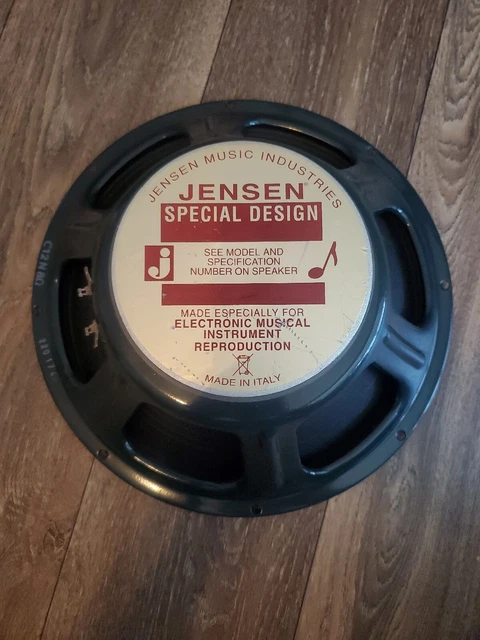 JENSEN MUSIC INDUSTRIES
JENSEN®
SPECIAL DESIGN
j
SEE MODEL AND
SPECIFICATION
NUMBER ON SPEAKER
MADE ESPECIALLY FOR
ELECTRONIC MUSICAL
INSTRUMENT
REPRODUCTION
MADE IN ITALY